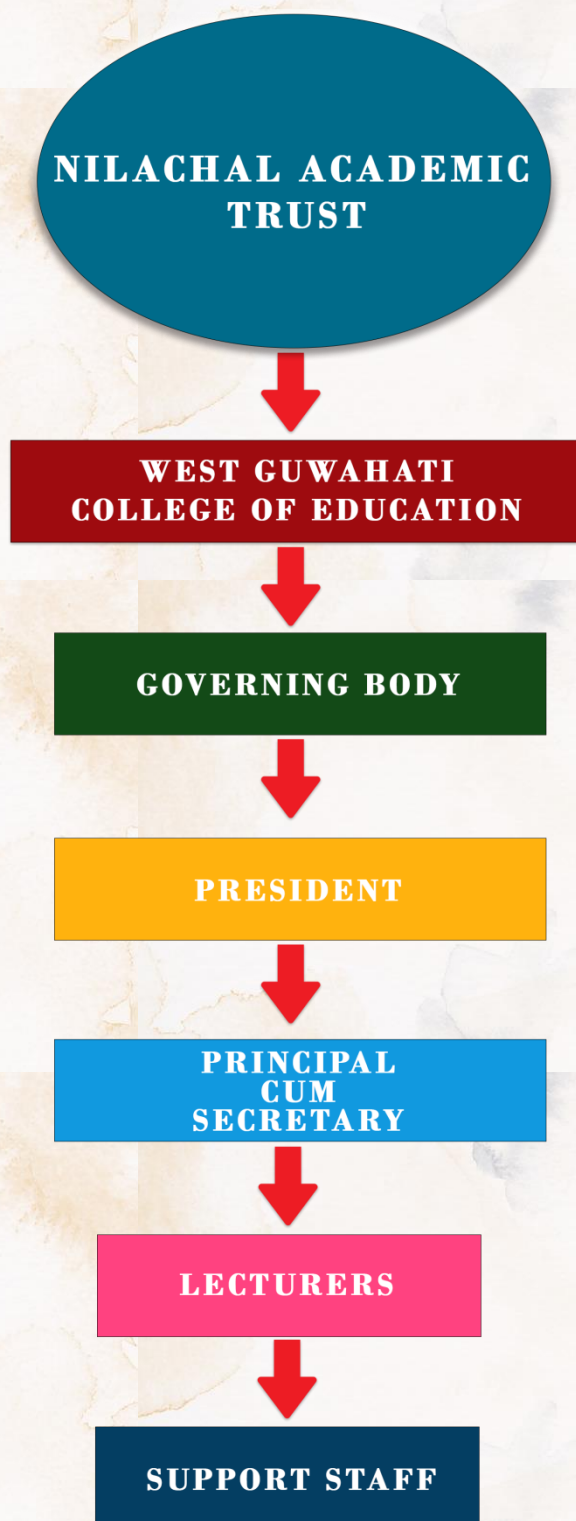 NILACHAL ACADEMIC
TRUST
WEST GUWAHATI
COLLEGE OF EDUCATION
GOVERNING BODY
PRESIDENT
PRINCIPAL
CUM
SECRETARY
LECTURERS
SUPPORT STAFF